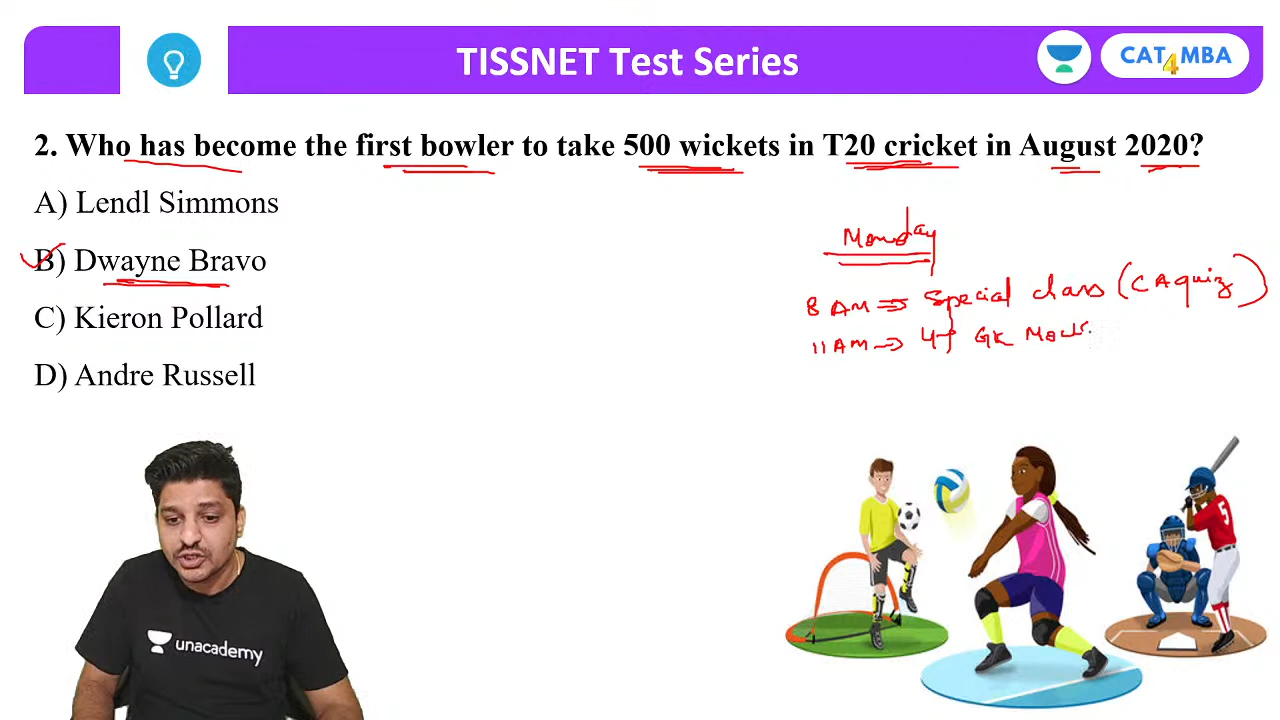 TISSNET Test Series
CAT4MBA
2. Who has become the first bowler to take 500 wickets in T20 cricket in August 2020?
A) Lendl Simmons
B) Dwayne Bravo
C) Kieron Pollard
D) Andre Russell
Monday
8 AM => Special class (CA quiz)
11 AM => GK Mock
5
unacademy